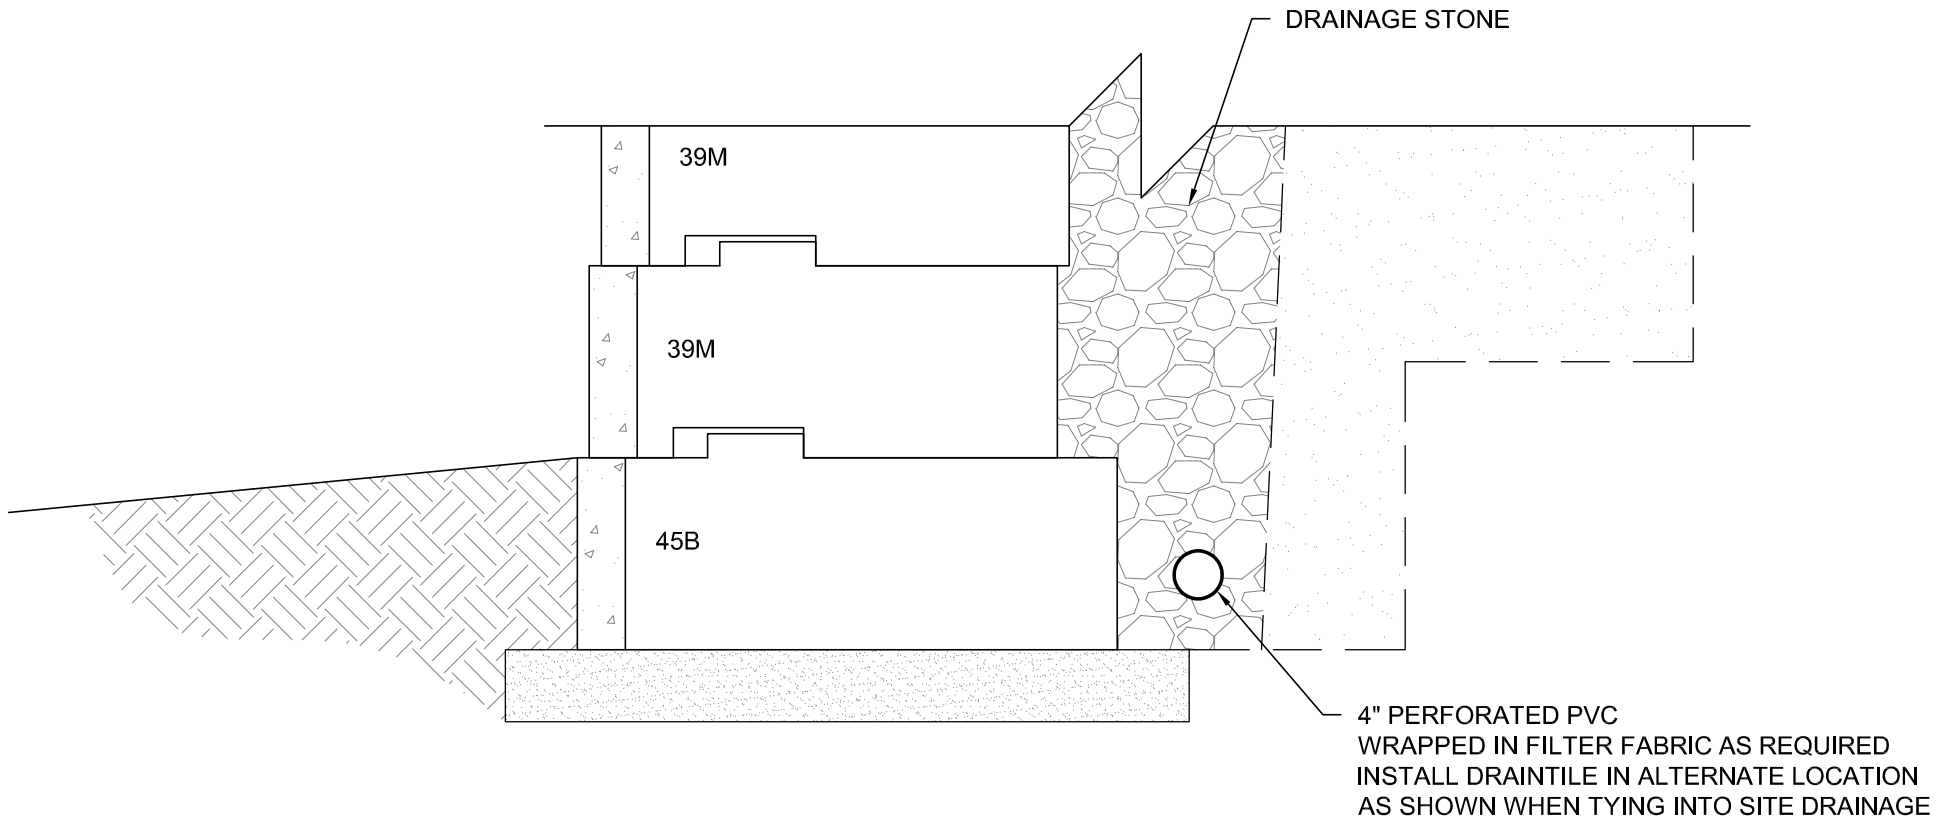 DRAINAGE STONE
39M
39M
45B
4" PERFORATED PVC
WRAPPED IN FILTER FABRIC AS REQUIRED
INSTALL DRAINTILE IN ALTERNATE LOCATION
AS SHOWN WHEN TYING INTO SITE DRAINAGE